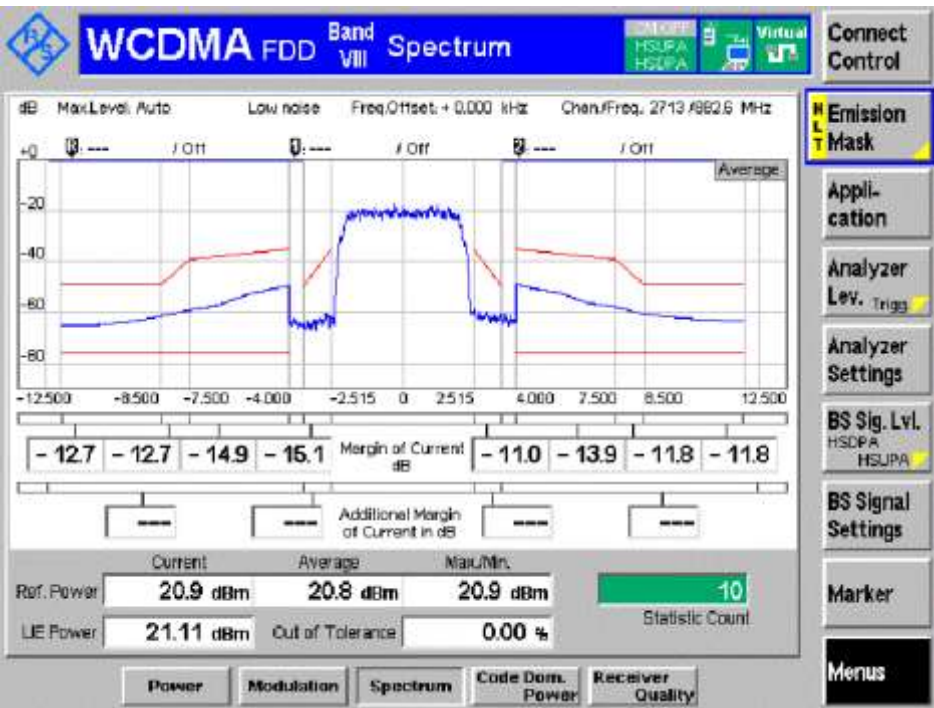 WCDMA FDD Band VIII Spectrum
HSUPA
HSDPA
Virtual
Connect Control
dB Max.Level: Auto Low noise Freq.Offset: + 0.000 kHz Chan./Freq.: 2713 /882.6 MHz
R: --- / Off 1: --- / Off 2: --- / Off
Average
+0
-20
-40
-60
-80
-12.500 -8.500 -7.500 -4.000 -2.515 0 2.515 4.000 7.500 8.500 12.500
- 12.7 - 12.7 - 14.9 - 15.1 Margin of Current dB - 11.0 - 13.9 - 11.8 - 11.8
--- --- Additional Margin of Current in dB --- ---
Current Average Max./Min.
Ref. Power 20.9 dBm 20.8 dBm 20.9 dBm 10
Statistic Count
UE Power 21.11 dBm Out of Tolerance 0.00 %
Power Modulation Spectrum Code Dom. Power Receiver Quality
HLT Emission Mask
Appli-
cation
Analyzer
Lev. Trigg.
Analyzer
Settings
BS Sig. Lvl.
HSDPA
HSUPA
BS Signal
Settings
Marker
Menus